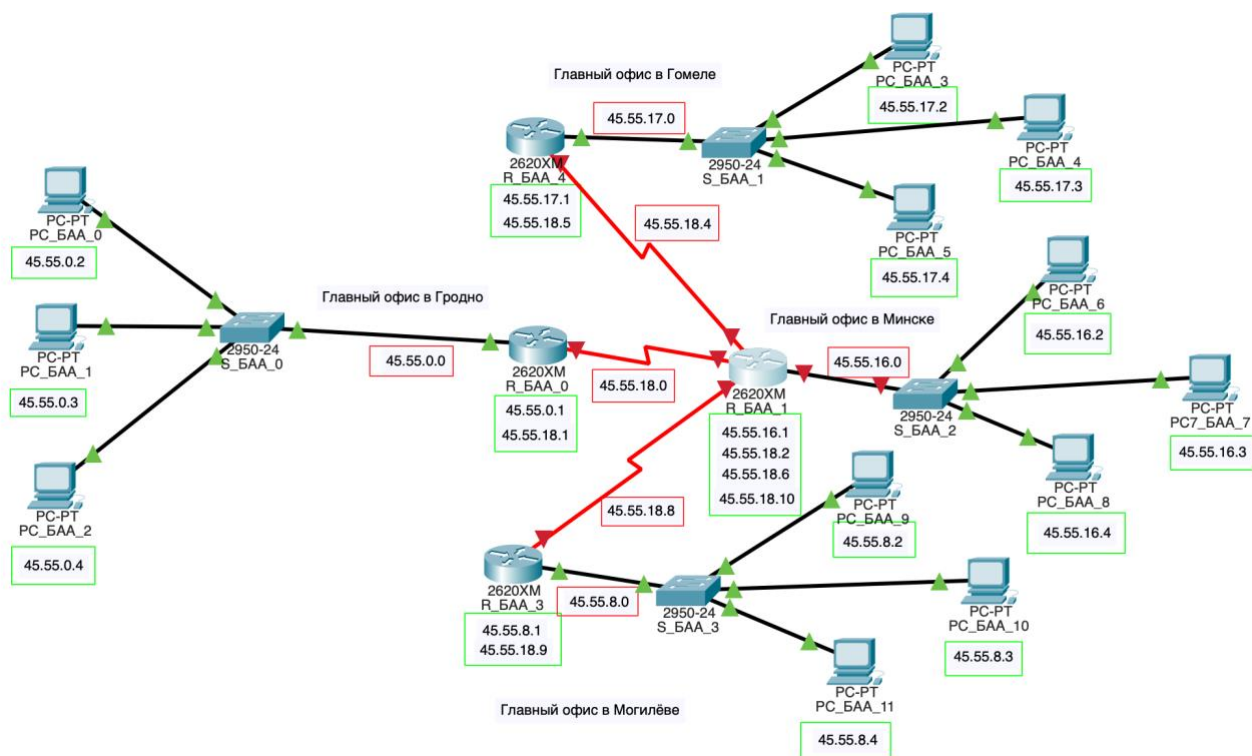 Главный офис в Гомеле
45.55.17.0
2620XM
R_БАА_4
45.55.17.1
45.55.18.5
45.55.18.4
2950-24
S_БАА_1
PC-PT
PC_БАА_3
45.55.17.2
PC-PT
PC_БАА_4
45.55.17.3
PC-PT
PC_БАА_5
45.55.17.4
PC-PT
PC_БАА_0
45.55.0.2
PC-PT
PC_БАА_1
45.55.0.3
PC-PT
PC_БАА_2
45.55.0.4
2950-24
S_БАА_0
Главный офис в Гродно
45.55.0.0
2620XM
R_БАА_0
45.55.0.1
45.55.18.1
45.55.18.0
Главный офис в Минске
45.55.16.0
2620XM
R_БАА_1
45.55.16.1
45.55.18.2
45.55.18.6
45.55.18.10
2950-24
S_БАА_2
PC-PT
PC_БАА_6
45.55.16.2
PC-PT
PC7_БАА_7
45.55.16.3
PC-PT
PC_БАА_8
45.55.16.4
45.55.18.8
2620XM
R_БАА_3
45.55.8.1
45.55.18.9
45.55.8.0
2950-24
S_БАА_3
PC-PT
PC_БАА_9
45.55.8.2
PC-PT
PC_БАА_10
45.55.8.3
PC-PT
PC_БАА_11
45.55.8.4
Главный офис в Могилёве